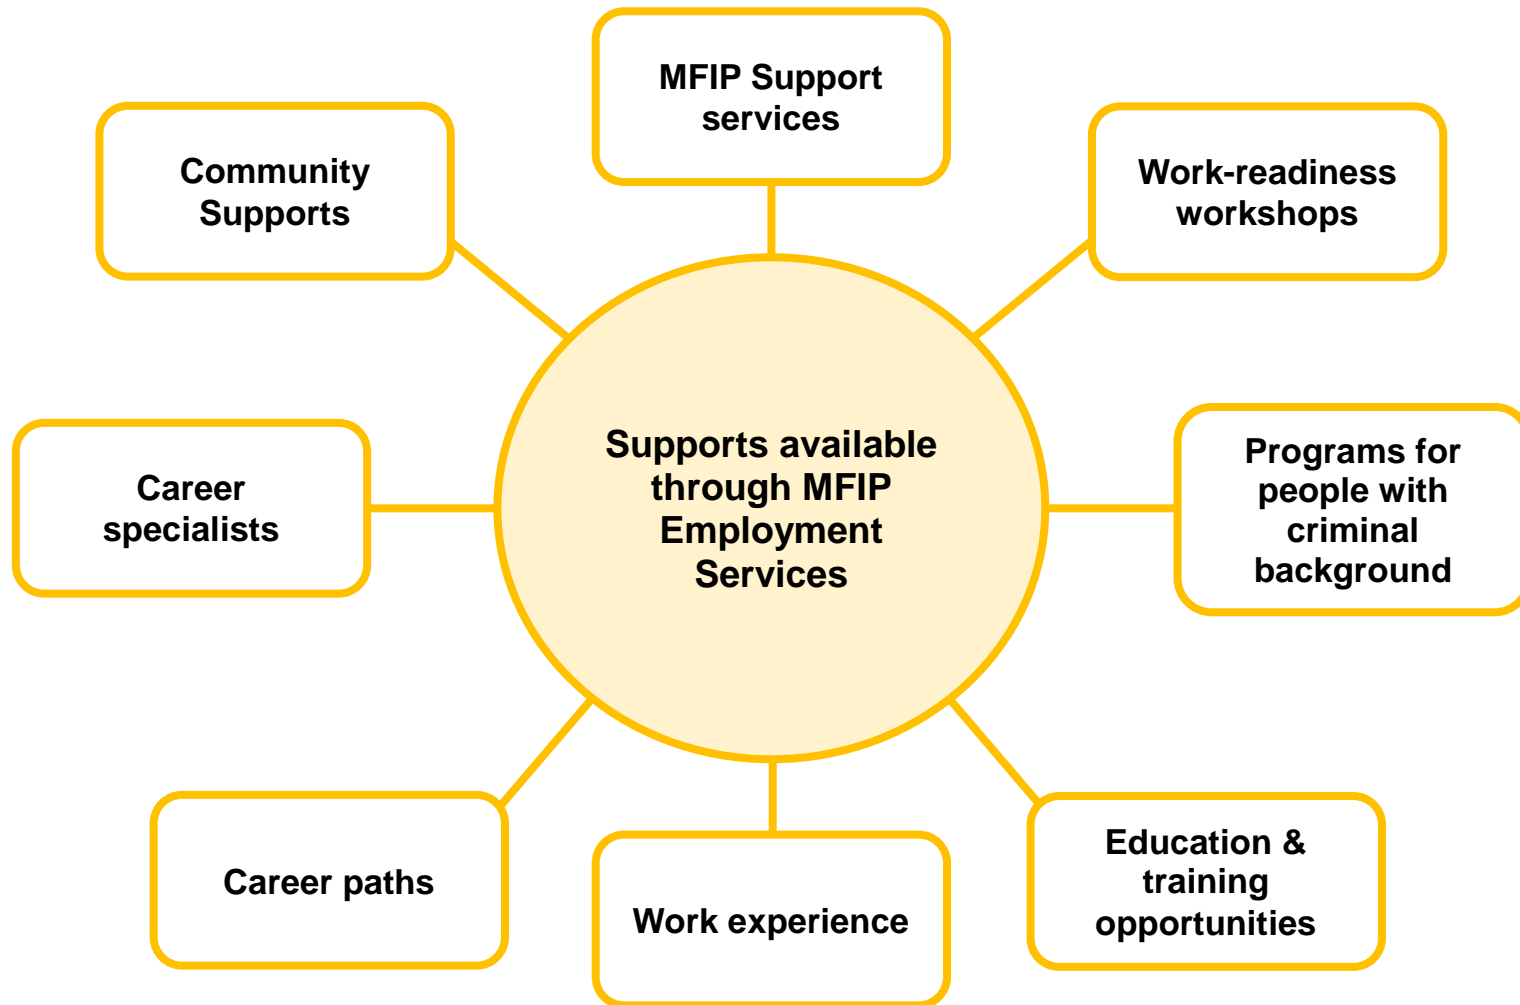 MFIP Support
services
Community
Supports
Work-readiness
workshops
Supports available
through MFIP
Employment
Services
Career
specialists
Programs for
people with
criminal
background
Career paths
Work experience
Education &
training
opportunities